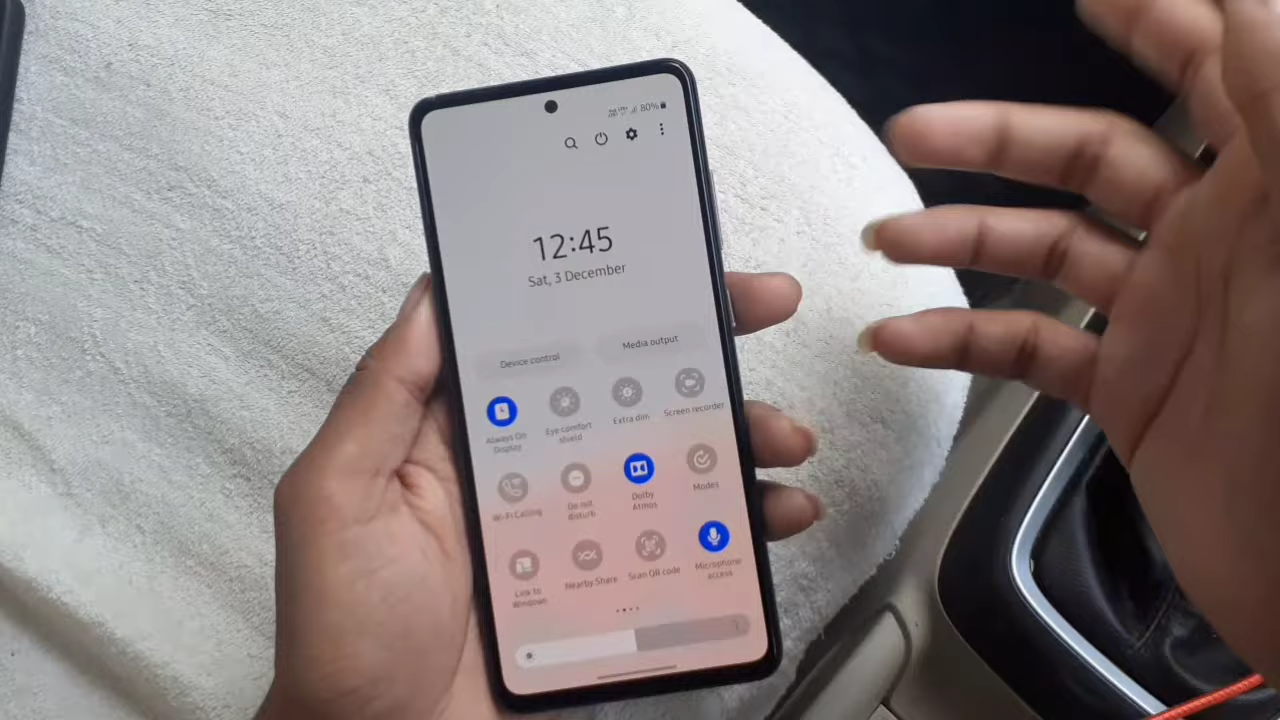 80%
12:45
Sat, 3 December
Device control
Media output
Always On
Display
Eye comfort
shield
Extra dim
Screen recorder
Wi-Fi Calling
Do not
disturb
Dolby
Atmos
Modes
Link to
Windows
Nearby Share
Scan QR code
Microphone
access